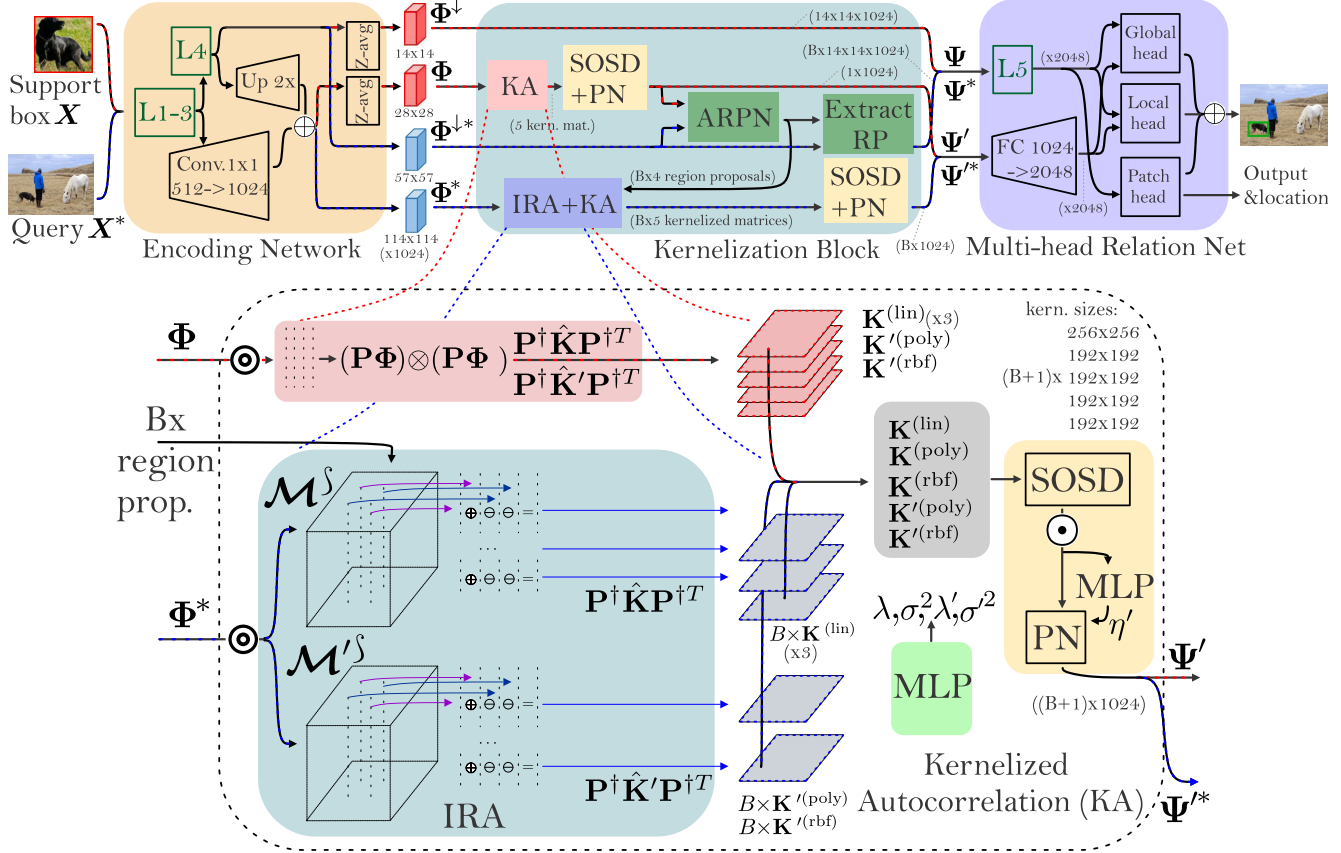 Support
box X
Query X*
L1-3
L4
Up 2x
Conv.1x1
512->1024
Z-avg
Z-avg
Encoding Network
Φ↓
14x14
Φ
28x28
Φ↓*
57x57
Φ*
114x114
(x1024)
KA
SOSD
+PN
(5 kern. mat.)
ARPN
Extract
RP
(14x14x1024)
(Bx14x14x1024)
(1x1024)
(Bx4 region proposals)
IRA+KA
(Bx5 kernelized matrices)
SOSD
+PN
(Bx1024)
Kernelization Block
Ψ
Ψ*
Ψ′
Ψ′*
L5
(x2048)
FC 1024
->2048
(x2048)
Global
head
Local
head
Patch
head
Multi-head Relation Net
Output
&location
Φ
(PΦ)⊗(PΦ )
P†K̂P†T
P†K̂′P†T
K(lin)(x3)
K′(poly)
K′(rbf)
kern. sizes:
256x256
192x192
(B+1)x 192x192
192x192
192x192
Bx
region
prop.
Φ*
M∫
⊕⊖⊖=
...
⊕⊖⊖=
P†K̂P†T
M′∫
⊕⊖⊖=
...
⊕⊖⊖=
P†K̂′P†T
IRA
B×K(lin)
(x3)
B×K′(poly)
B×K′(rbf)
K(lin)
K(poly)
K(rbf)
K′(poly)
K′(rbf)
SOSD
MLP
η′
PN
λ,σ,²λ′,σ′²
MLP
Ψ′
((B+1)x1024)
Ψ′*
Kernelized
Autocorrelation (KA)